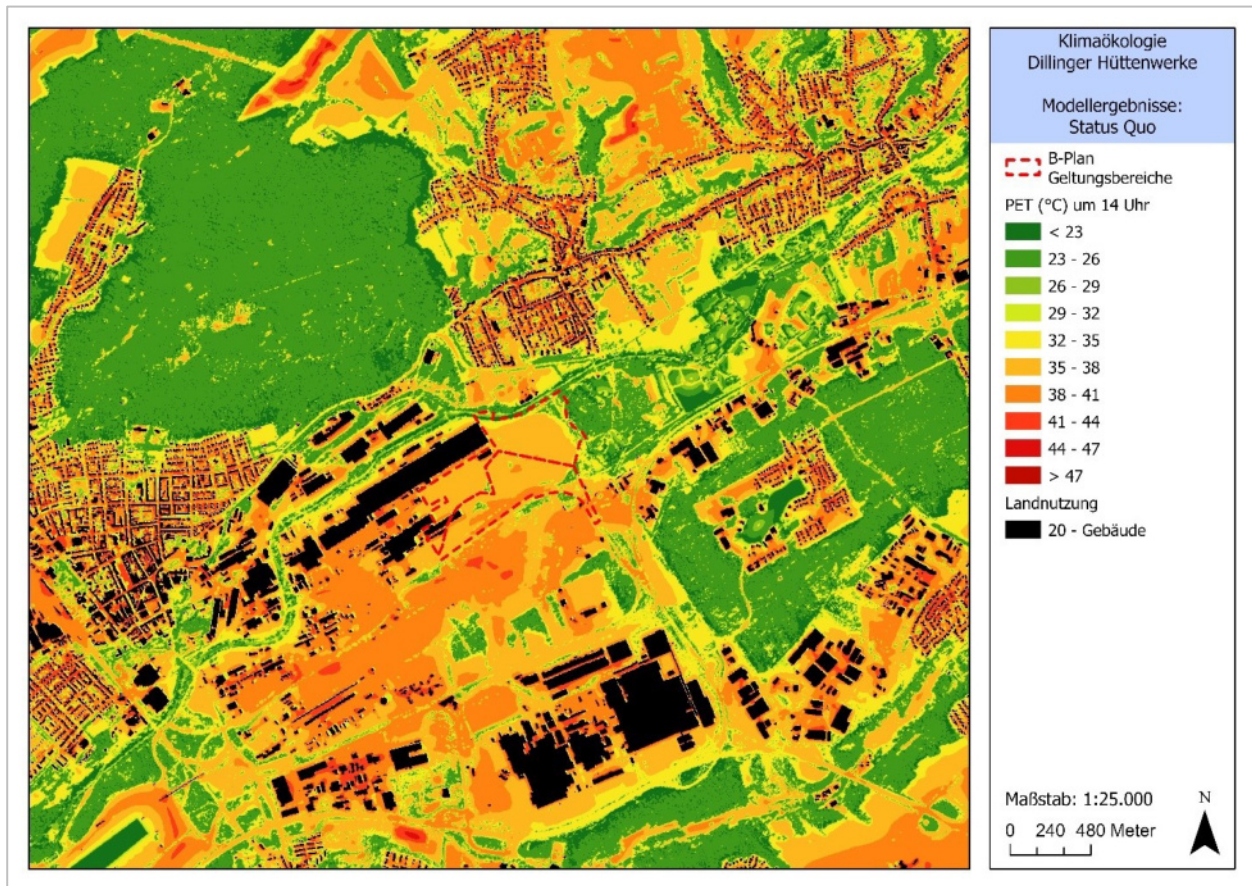 Klimaökologie
Dillinger Hüttenwerke
Modellergebnisse:
Status Quo
B-Plan
Geltungsbereiche
PET (°C) um 14 Uhr
< 23
23 - 26
26 - 29
29 - 32
32 - 35
35 - 38
38 - 41
41 - 44
44 - 47
> 47
Landnutzung
20 - Gebäude
Maßstab: 1:25.000
N
0 240 480 Meter